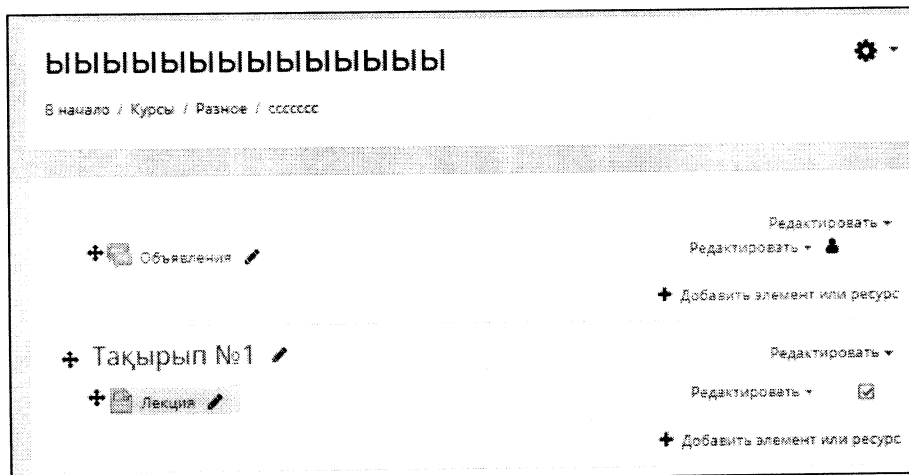 ыыыыыыыыыыыыыы
В начало / Курсы / Разное / ссссссс
Редактировать
Объявления Редактировать
Добавить элемент или ресурс
Тақырып №1 Редактировать
Лекция Редактировать
Добавить элемент или ресурс